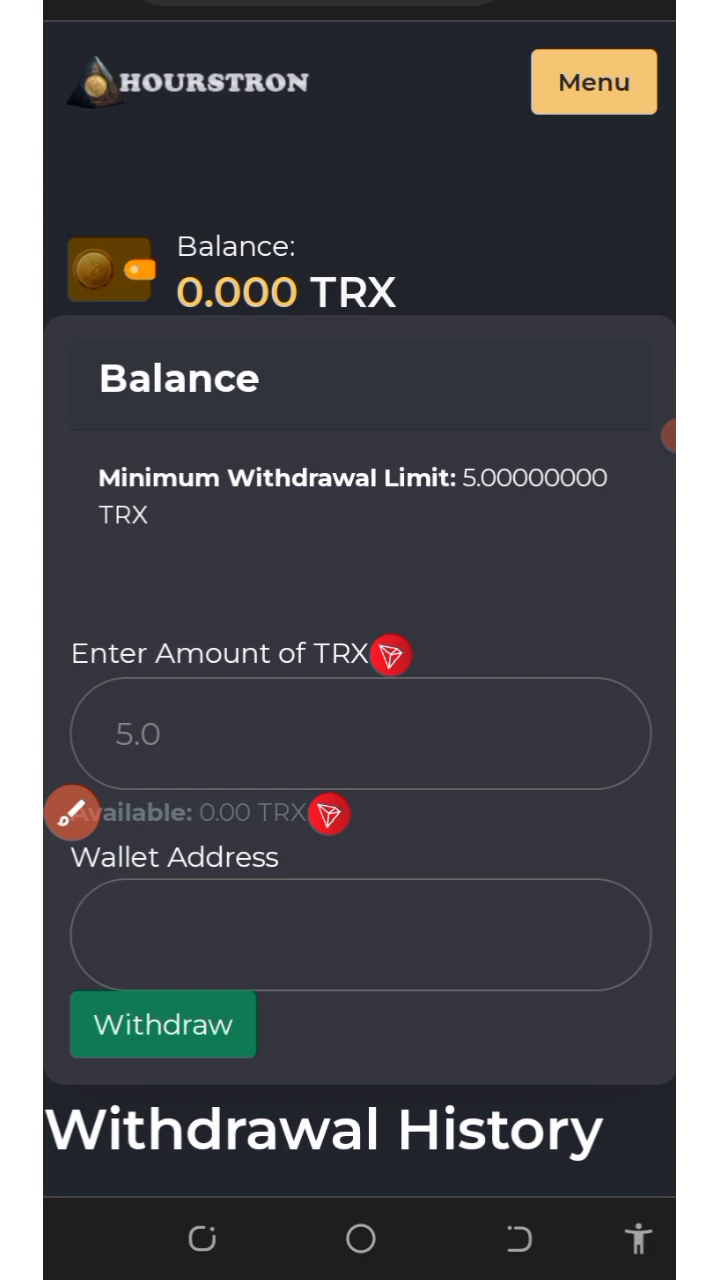 HOURSTRON
Menu
Balance:
0.000 TRX
Balance
Minimum Withdrawal Limit: 5.00000000
TRX
Enter Amount of TRX
5.0
Available: 0.00 TRX
Wallet Address
Withdraw
Withdrawal History